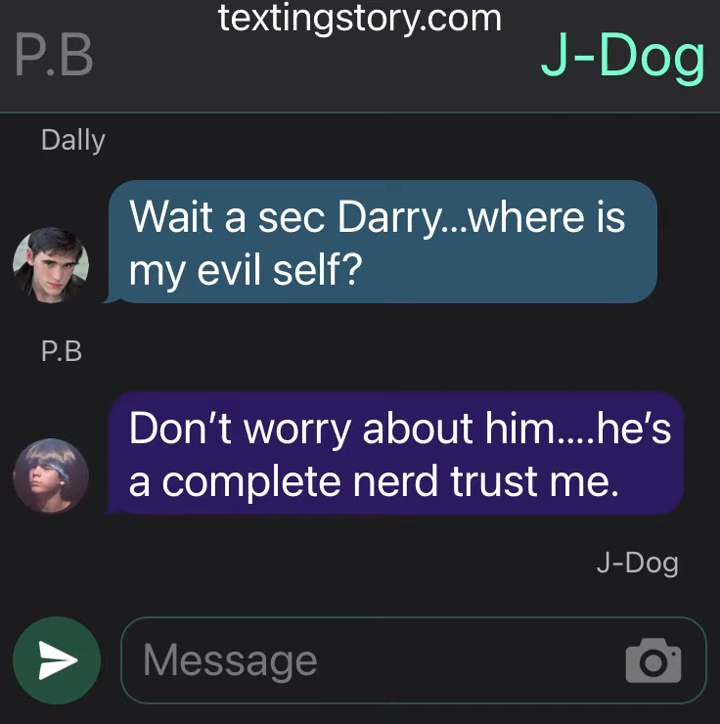 textingstory.com
P.B
J-Dog
Dally
Wait a sec Darry...where is
my evil self?
P.B
Don't worry about him....he's
a complete nerd trust me.
J-Dog
Message